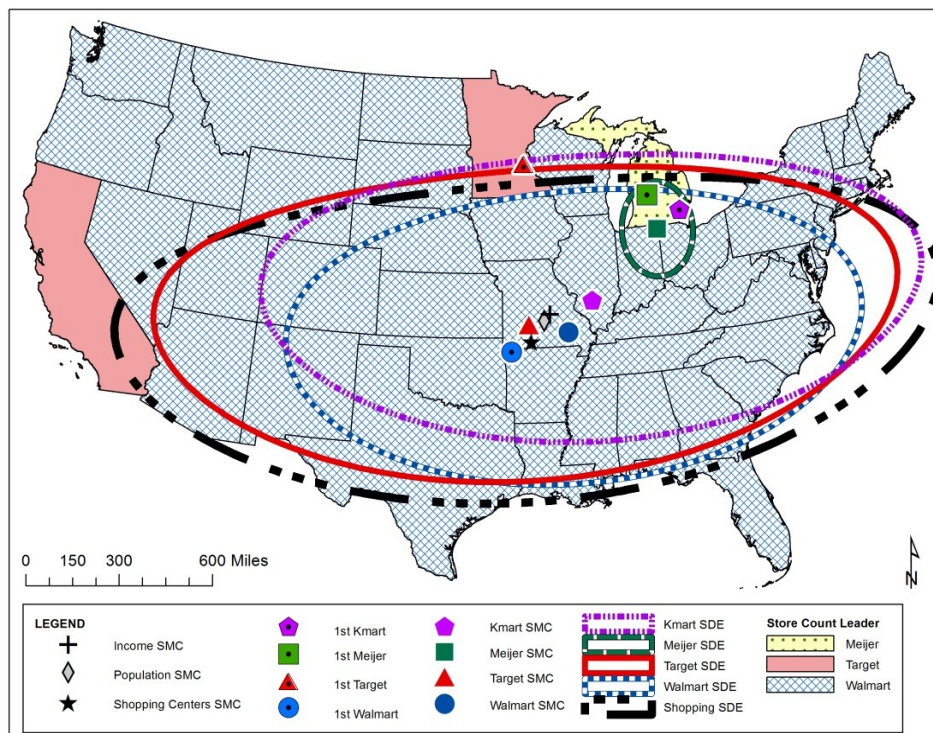 0 150 300 600 Miles
N
LEGEND
Income SMC
Population SMC
Shopping Centers SMC
1st Kmart
1st Meijer
1st Target
1st Walmart
Kmart SMC
Meijer SMC
Target SMC
Walmart SMC
Kmart SDE
Meijer SDE
Target SDE
Walmart SDE
Shopping SDE
Store Count Leader
Meijer
Target
Walmart